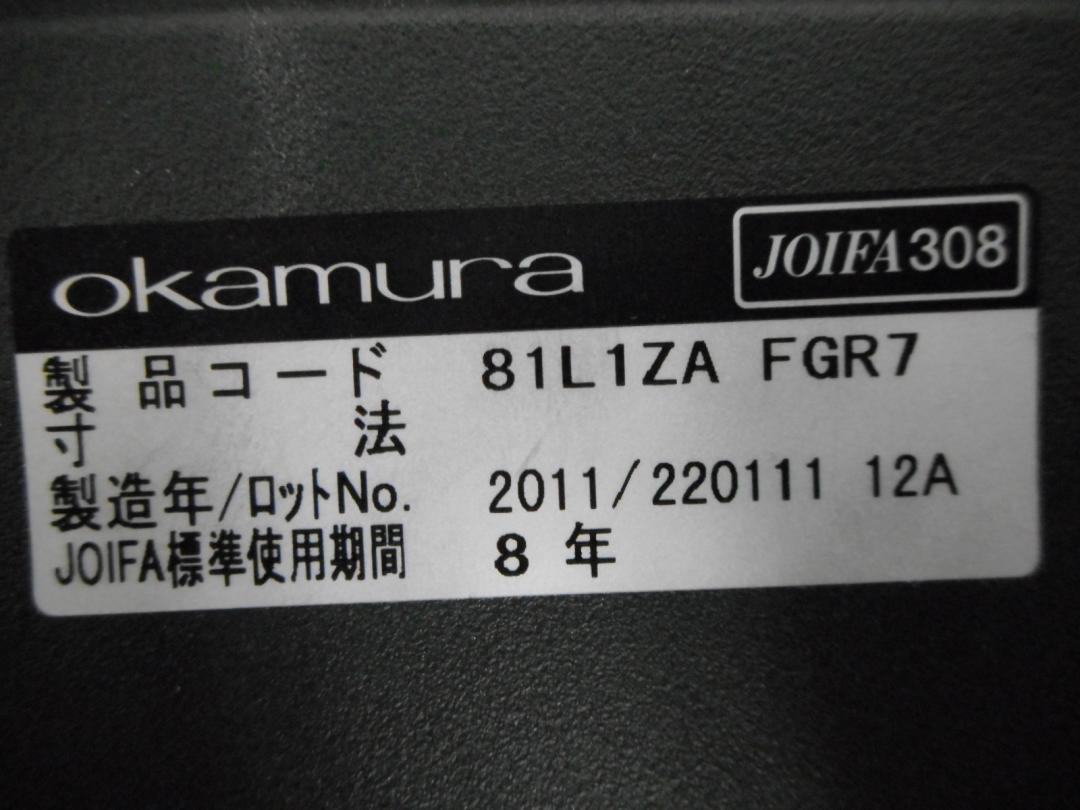 okamura JOIFA308
製品コード 81L1ZA FGR7
寸法
製造年/ロットNo. 2011/220111 12A
JOIFA標準使用期間 8年